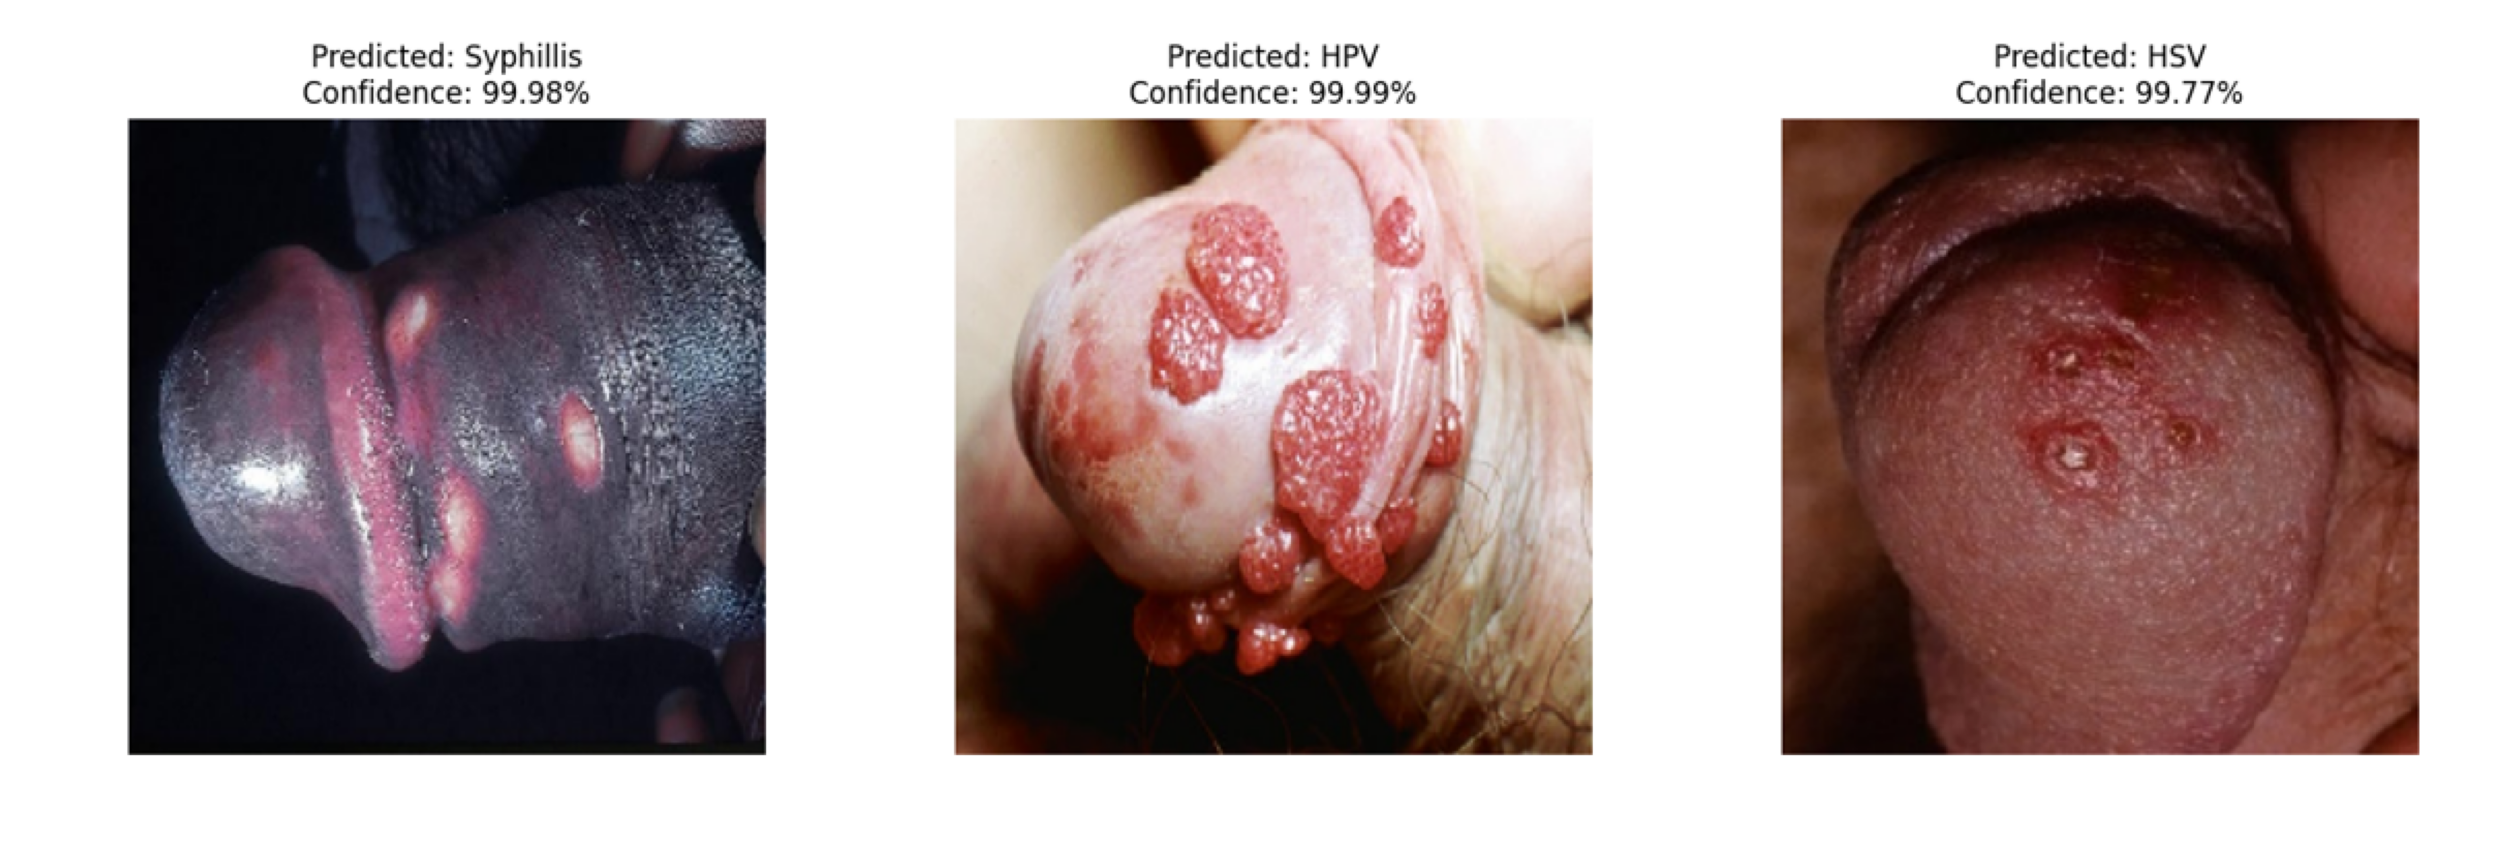 Predicted: Syphillis
Confidence: 99.98%
Predicted: HPV
Confidence: 99.99%
Predicted: HSV
Confidence: 99.77%